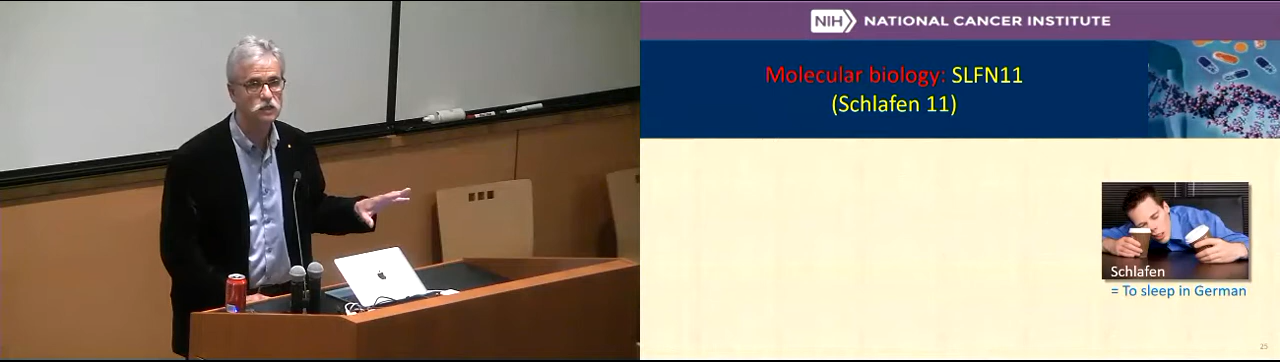 NIH NATIONAL CANCER INSTITUTE
Molecular biology: SLFN11
(Schlafen 11)
Schlafen
= To sleep in German
25